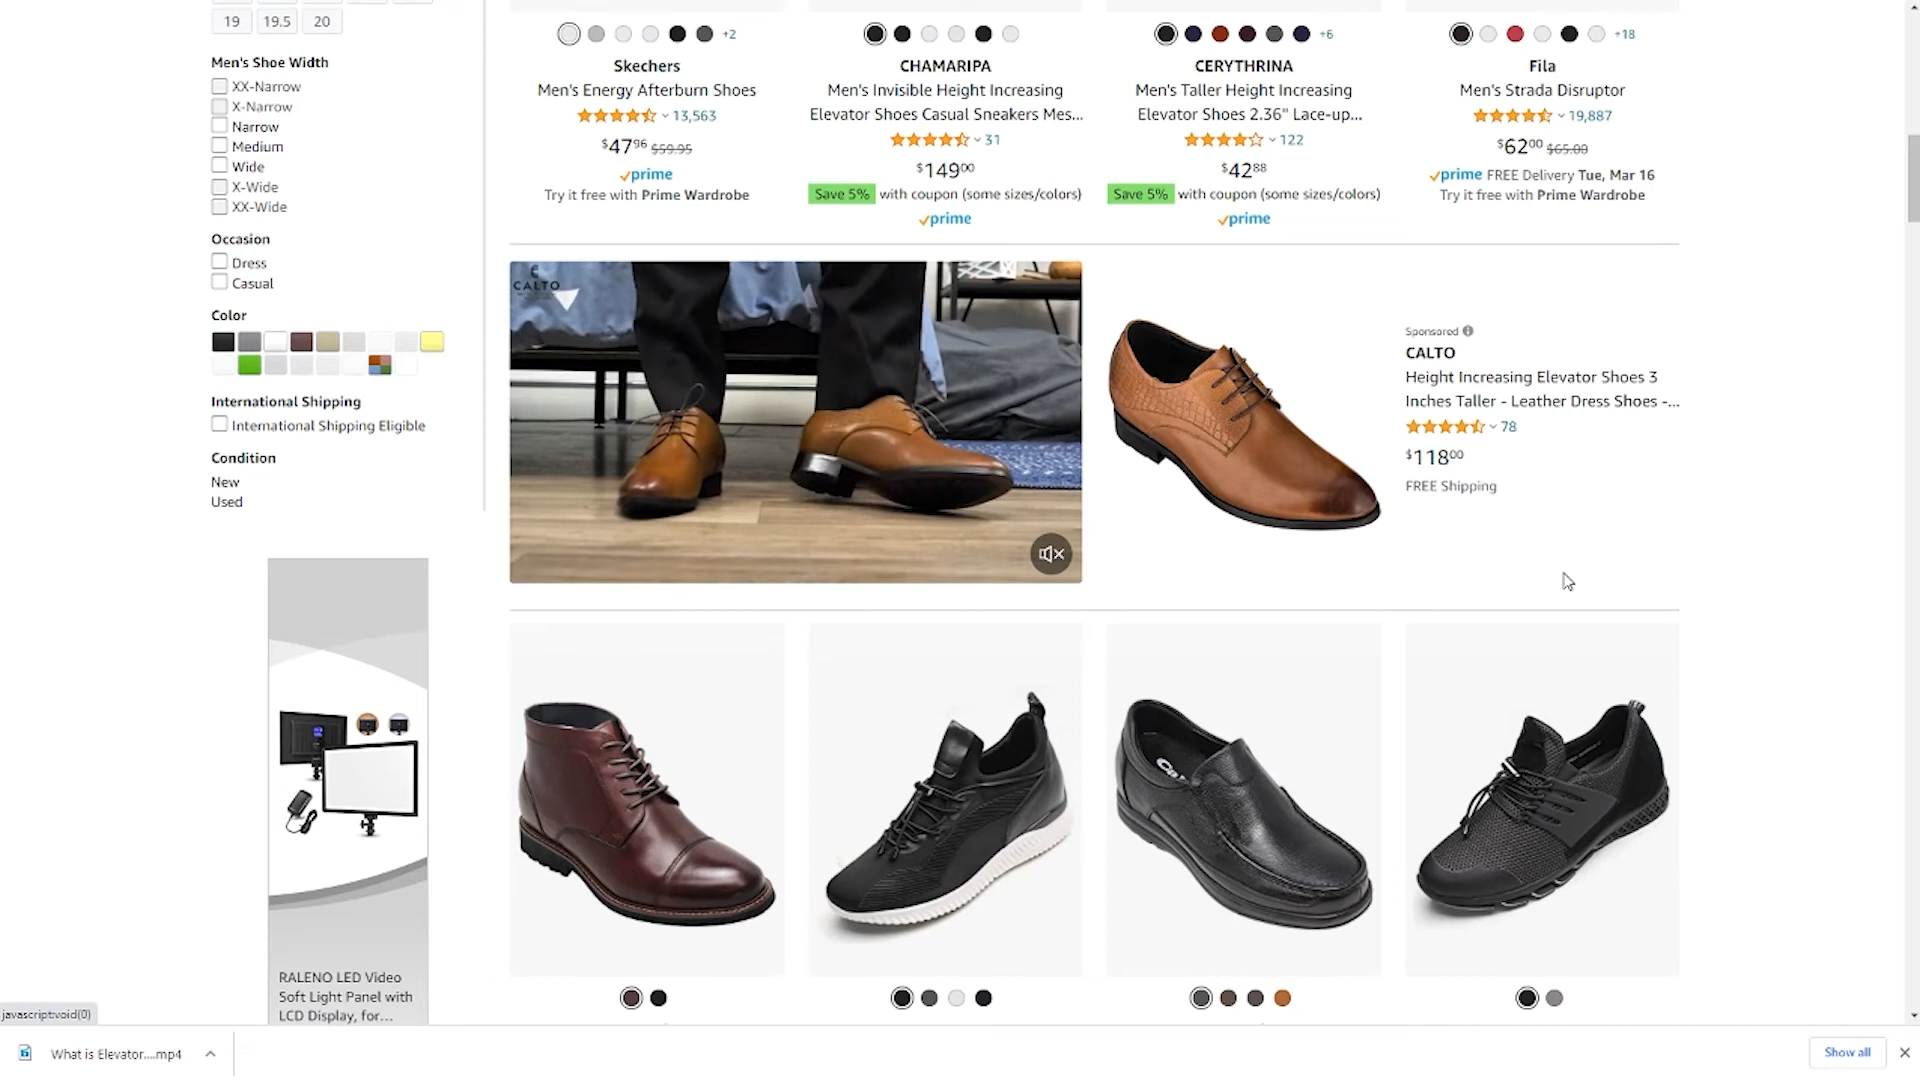 19
19.5
20
Men's Shoe Width
XX-Narrow
X-Narrow
Narrow
Medium
Wide
X-Wide
XX-Wide
Occasion
Dress
Casual
Color
International Shipping
International Shipping Eligible
Condition
New
Used
RALENO LED Video
Soft Light Panel with
LCD Display, for...
+2
Skechers
Men's Energy Afterburn Shoes
13,563
$47.96 $59.95
prime
Try it free with Prime Wardrobe
CHAMARIPA
Men's Invisible Height Increasing
Elevator Shoes Casual Sneakers Mes...
31
$149.00
Save 5% with coupon (some sizes/colors)
prime
+6
CERYTHRINA
Men's Taller Height Increasing
Elevator Shoes 2.36" Lace-up...
122
$42.88
Save 5% with coupon (some sizes/colors)
prime
+18
Fila
Men's Strada Disruptor
19,887
$62.00 $65.00
prime FREE Delivery Tue, Mar 16
Try it free with Prime Wardrobe
CALTO
Sponsored
CALTO
Height Increasing Elevator Shoes 3
Inches Taller - Leather Dress Shoes -...
78
$118.00
FREE Shipping
javascript:void(0)
What is Elevator....mp4
Show all